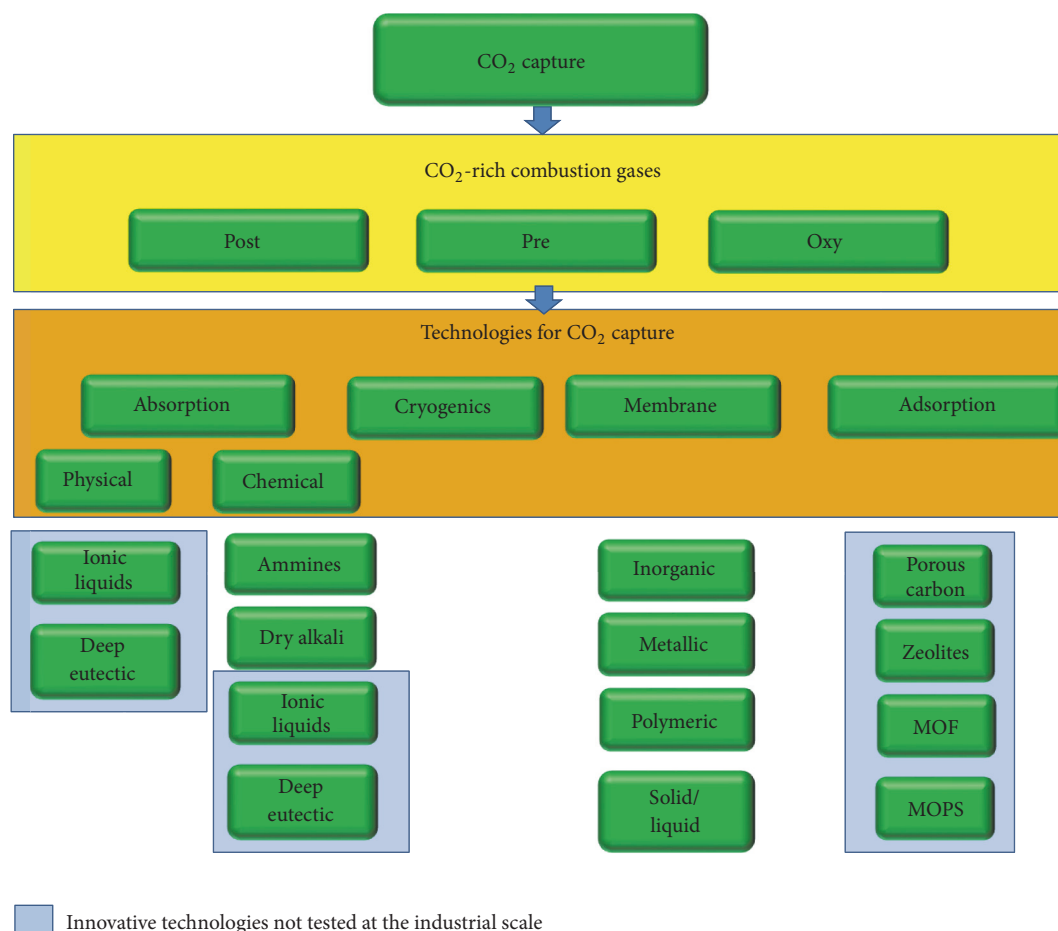 CO₂ capture
CO₂-rich combustion gases
Post
Pre
Oxy
Technologies for CO₂ capture
Absorption
Cryogenics
Membrane
Adsorption
Physical
Chemical
Ionic
liquids
Deep
eutectic
Ammines
Dry alkali
Ionic
liquids
Deep
eutectic
Inorganic
Metallic
Polymeric
Solid/
liquid
Porous
carbon
Zeolites
MOF
MOPS
Innovative technologies not tested at the industrial scale